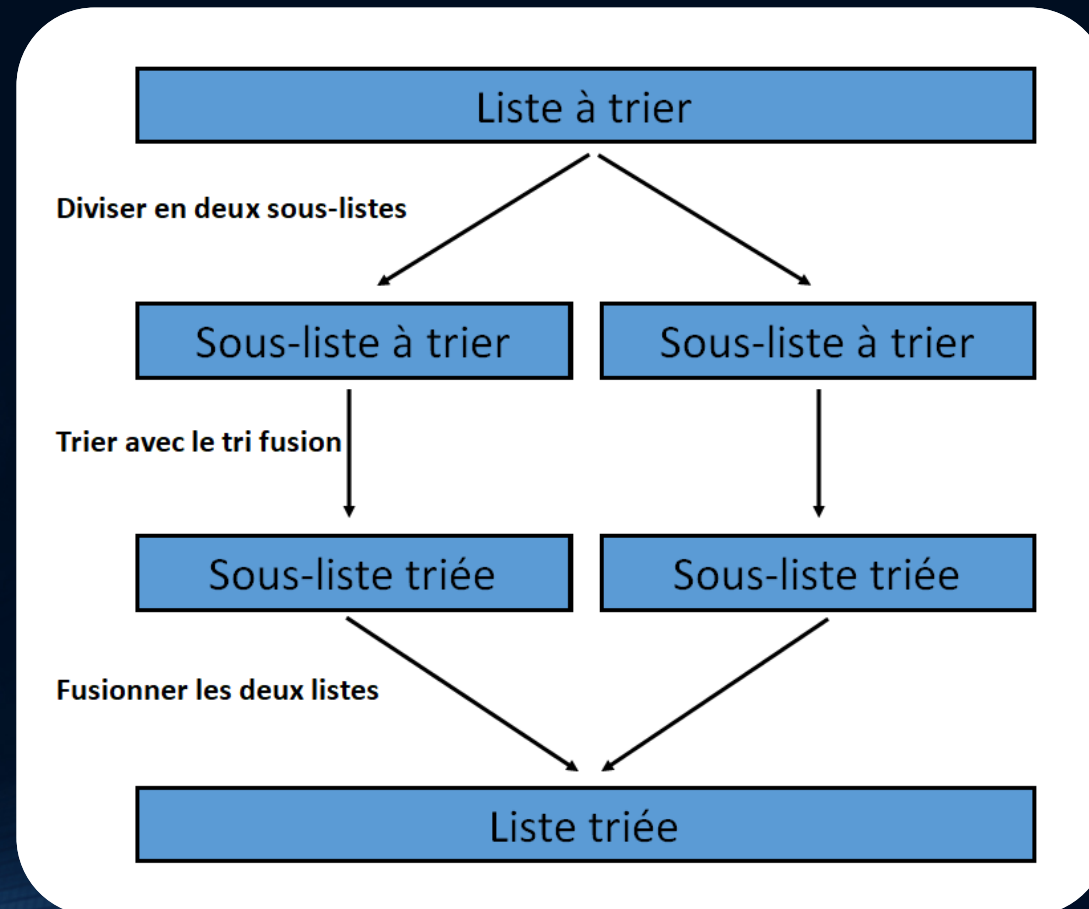 Liste à trier
Diviser en deux sous-listes
Sous-liste à trier
Sous-liste à trier
Trier avec le tri fusion
Sous-liste triée
Sous-liste triée
Fusionner les deux listes
Liste triée